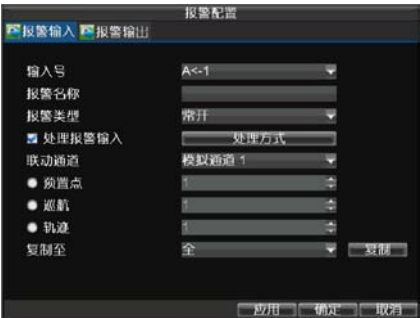 报警配置
报警输入 报警输出
输入号 A<-1
报警名称
报警类型 常开
处理报警输入 处理方式
联动通道 模拟通道 1
预置点 1
巡航 1
轨迹 1
复制至 全 复制
应用 确定 取消